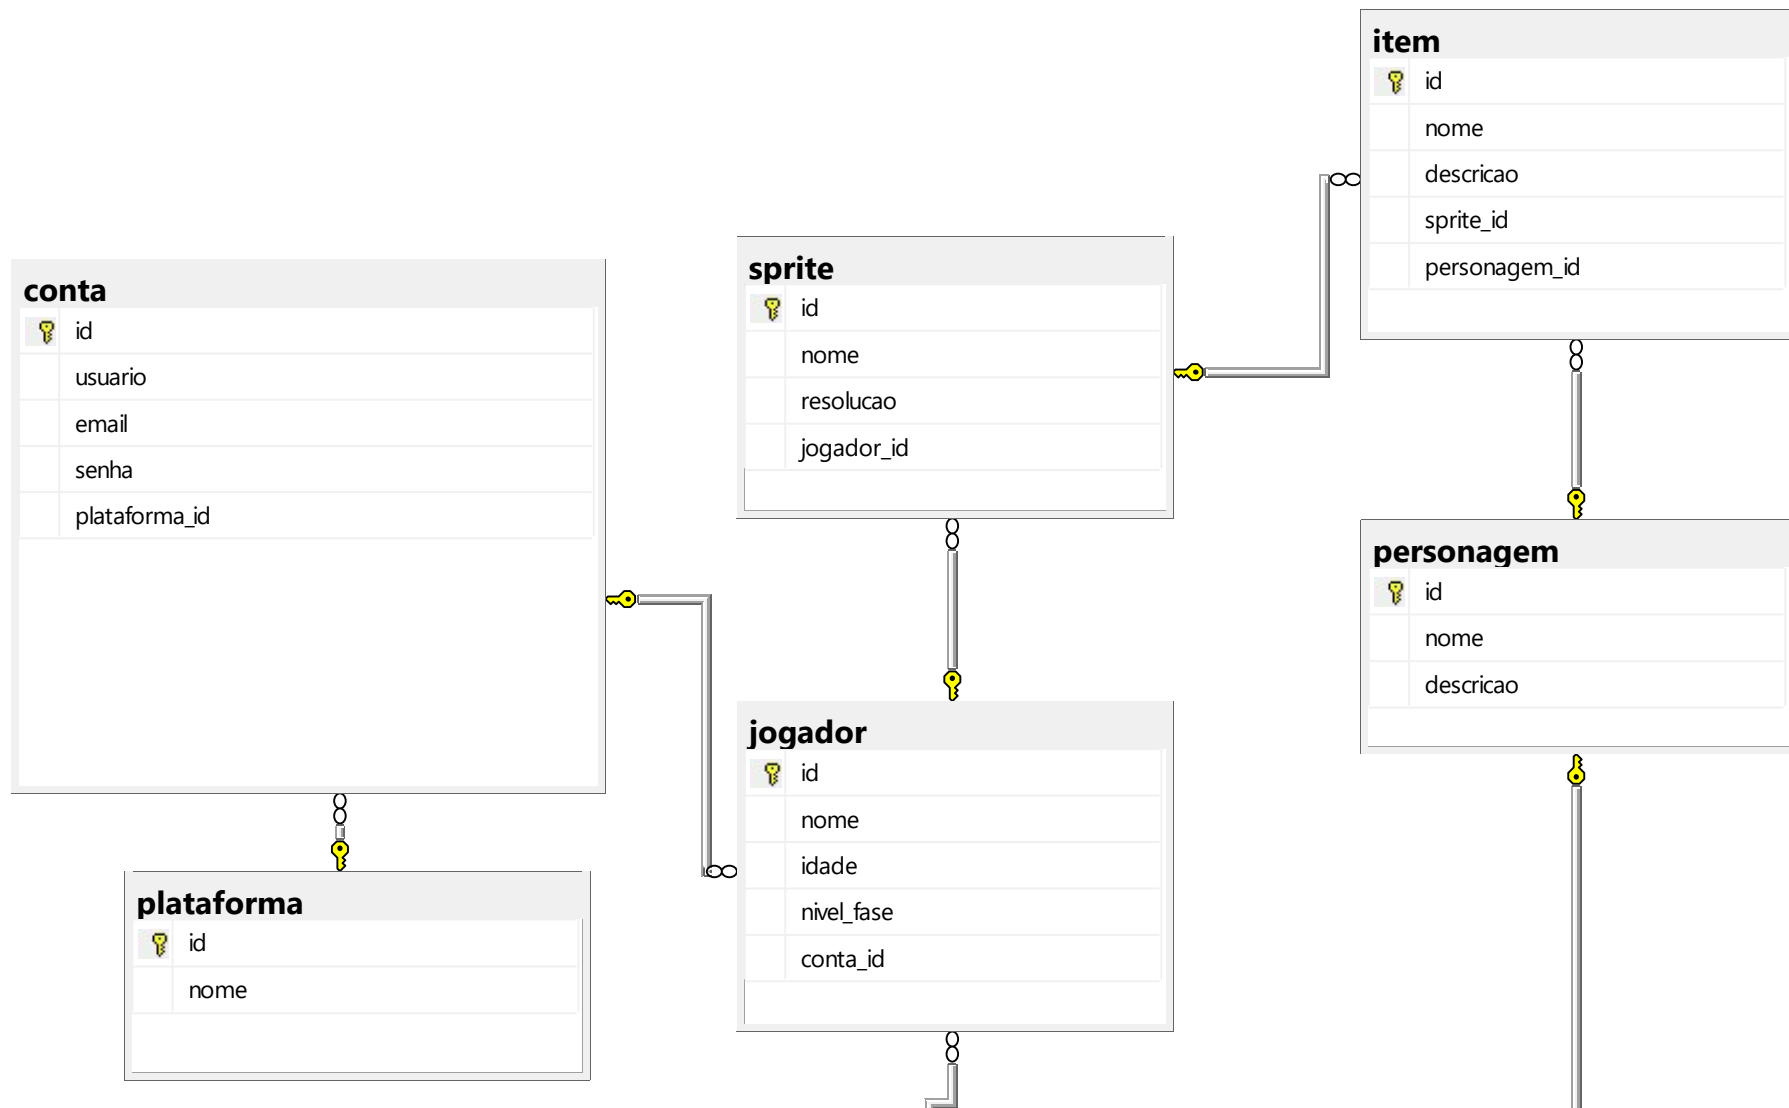 conta
id
usuario
email
senha
plataforma_id
plataforma
id
nome
sprite
id
nome
resolucao
jogador_id
jogador
id
nome
idade
nivel_fase
conta_id
item
id
nome
descricao
sprite_id
personagem_id
personagem
id
nome
descricao